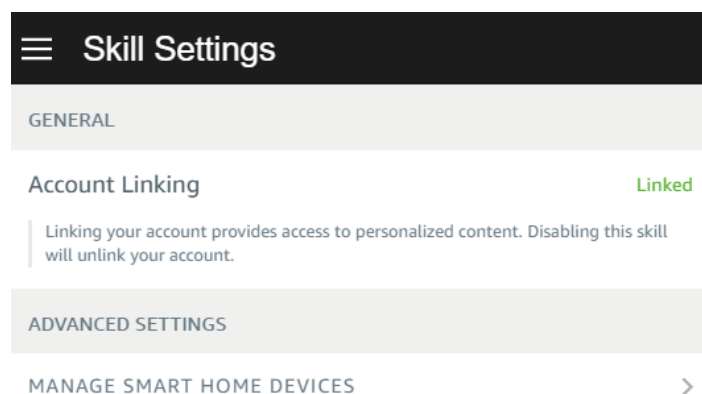 Skill Settings
GENERAL
Account Linking
Linked
Linking your account provides access to personalized content. Disabling this skill
will unlink your account.
ADVANCED SETTINGS
MANAGE SMART HOME DEVICES